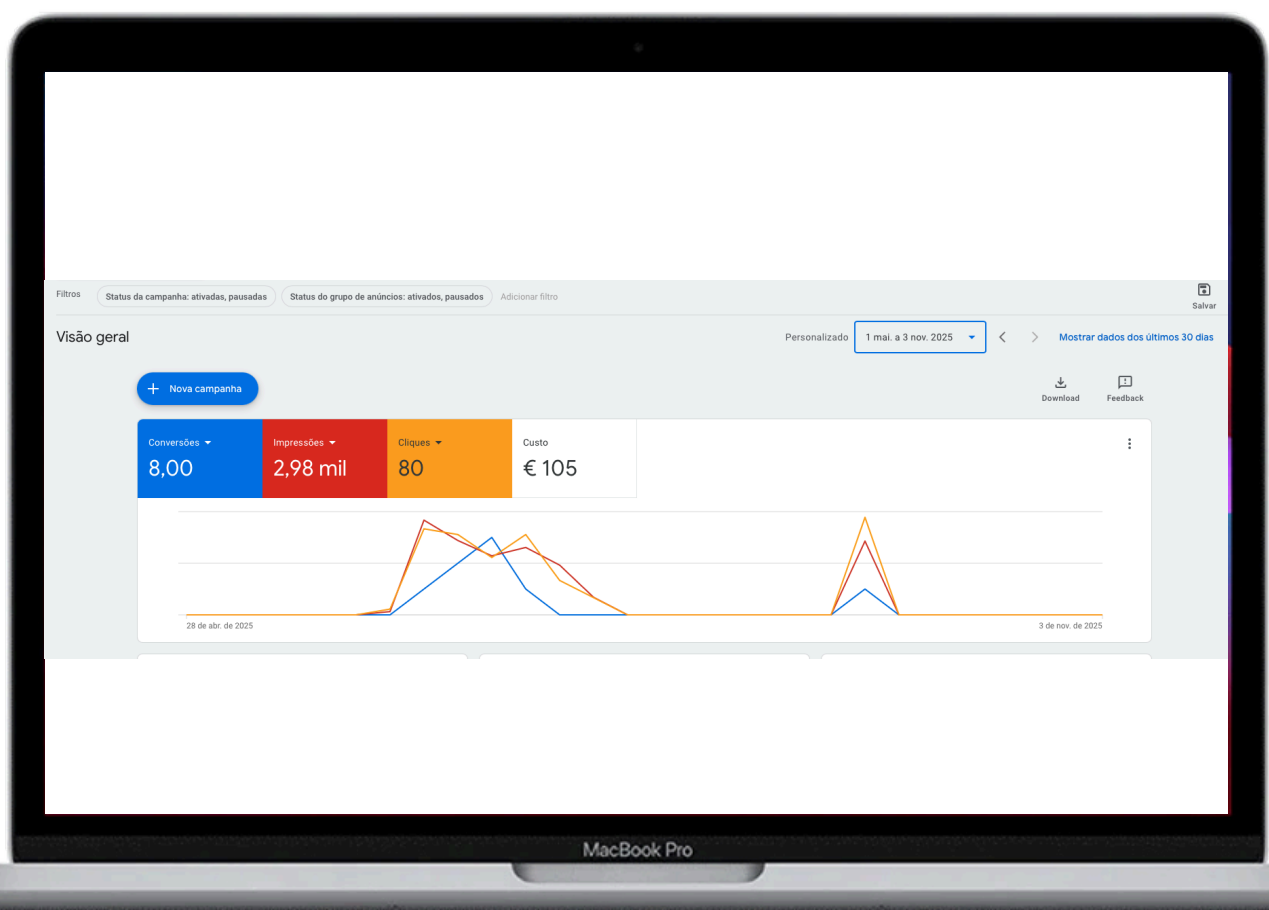 Filtros Status da campanha: ativadas, pausadas Status do grupo de anúncios: ativados, pausados Adicionar filtro Salvar
Visão geral Personalizado 1 mai. a 3 nov. 2025 Mostrar dados dos últimos 30 dias
Nova campanha Download Feedback
Conversões Impressões Cliques Custo
8,00 2,98 mil 80 € 105
28 de abr. de 2025 3 de nov. de 2025
MacBook Pro